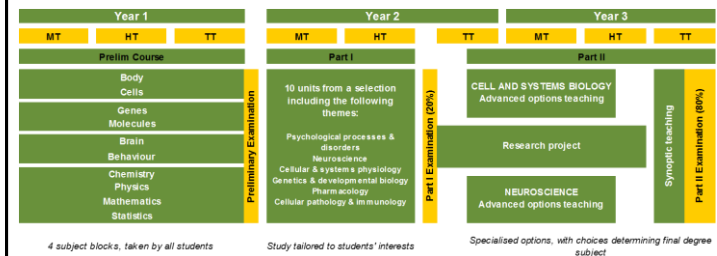 Year 1
Year 2
Year 3
MT
HT
TT
MT
HT
TT
MT
HT
TT
Prelim Course
Part I
Part II
Body
Cells
Genes
Molecules
Brain
Behaviour
Chemistry
Physics
Mathematics
Statistics
Preliminary Examination
10 units from a selection
including the following
themes:
Psychological processes &
disorders
Neuroscience
Cellular & systems physiology
Genetics & developmental biology
Pharmacology
Cellular pathology & immunology
Part I Examination (20%)
CELL AND SYSTEMS BIOLOGY
Advanced options teaching
Research project
NEUROSCIENCE
Advanced options teaching
Synoptic teaching
Part II Examination (80%)
4 subject blocks, taken by all students
Study tailored to students' interests
Specialised options, with choices determining final degree
subject